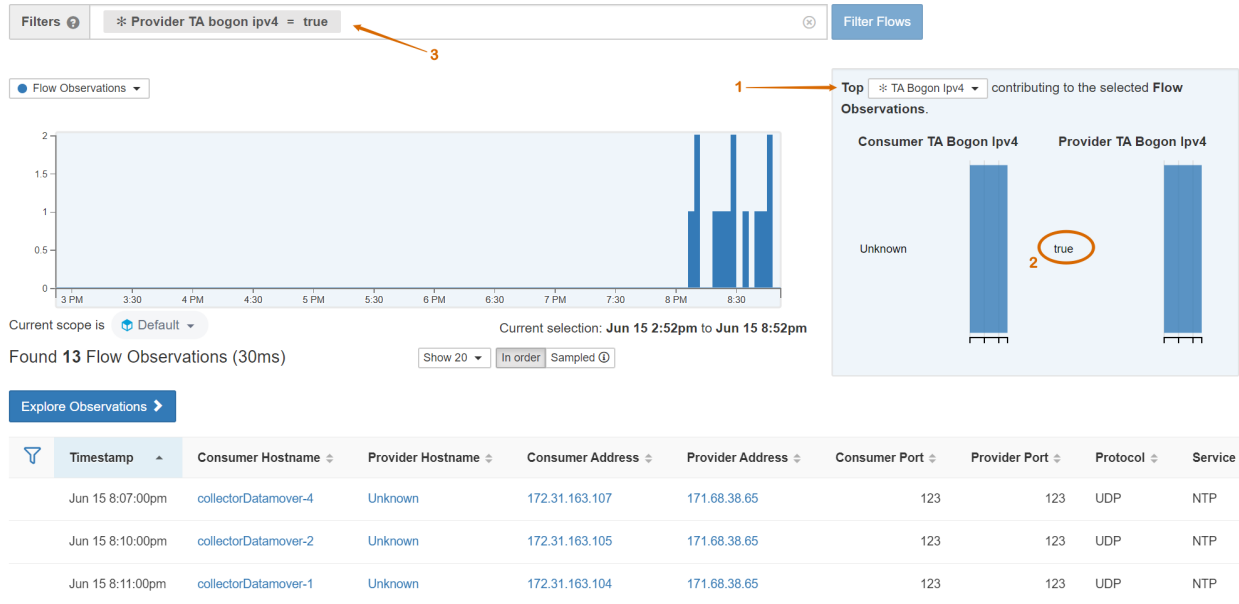 Filters ? ✻ Provider TA bogon ipv4 = true Filter Flows
3
Flow Observations
1
Top ✻ TA Bogon Ipv4 contributing to the selected Flow
Observations.
Consumer TA Bogon Ipv4 Provider TA Bogon Ipv4
Unknown true
2
2
1.5
1
0.5
0
3 PM 3:30 4 PM 4:30 5 PM 5:30 6 PM 6:30 7 PM 7:30 8 PM 8:30
Current scope is Default
Current selection: Jun 15 2:52pm to Jun 15 8:52pm
Found 13 Flow Observations (30ms) Show 20 In order Sampled
Explore Observations
Timestamp Consumer Hostname Provider Hostname Consumer Address Provider Address Consumer Port Provider Port Protocol Service
Jun 15 8:07:00pm collectorDatamover-4 Unknown 172.31.163.107 171.68.38.65 123 123 UDP NTP
Jun 15 8:10:00pm collectorDatamover-2 Unknown 172.31.163.105 171.68.38.65 123 123 UDP NTP
Jun 15 8:11:00pm collectorDatamover-1 Unknown 172.31.163.104 171.68.38.65 123 123 UDP NTP